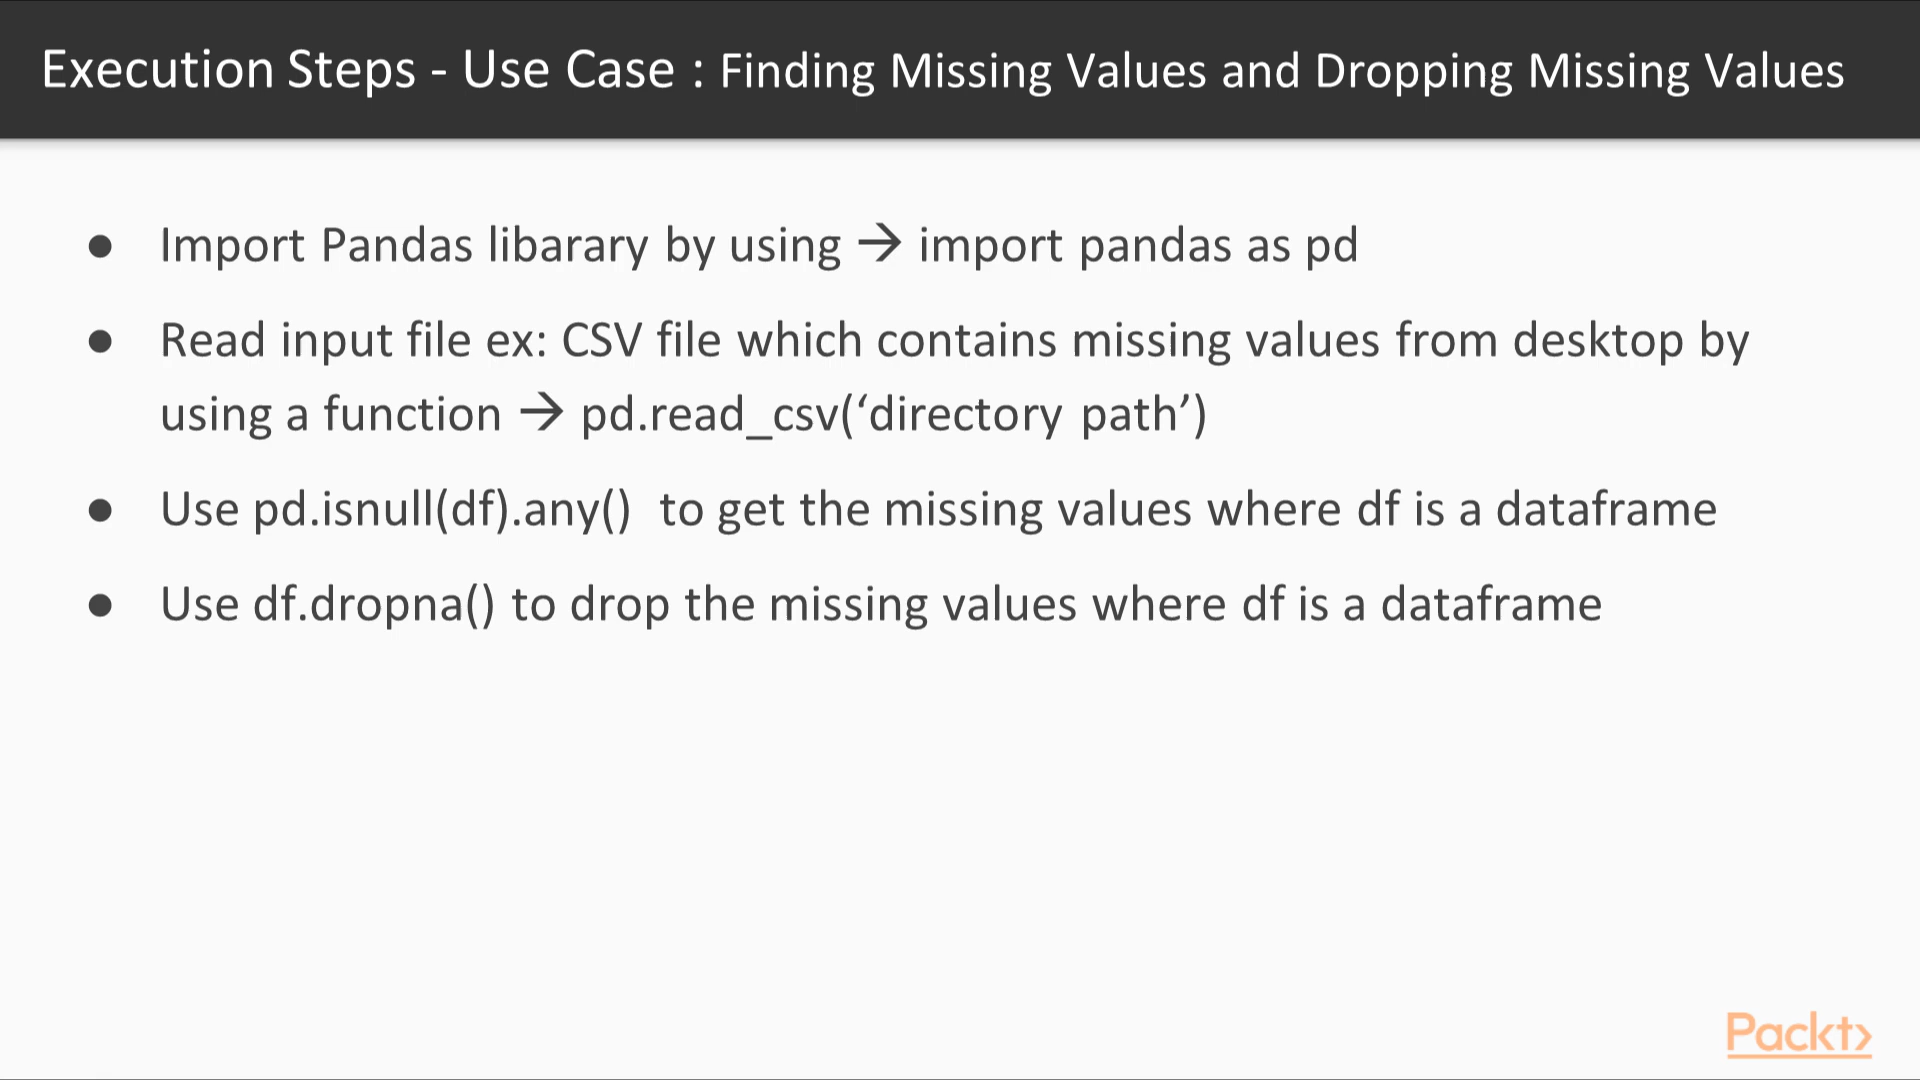 Execution Steps - Use Case : Finding Missing Values and Dropping Missing Values
● Import Pandas libarary by using → import pandas as pd
● Read input file ex: CSV file which contains missing values from desktop by
using a function → pd.read_csv(‘directory path’)
● Use pd.isnull(df).any()  to get the missing values where df is a dataframe
● Use df.dropna() to drop the missing values where df is a dataframe
Packt>